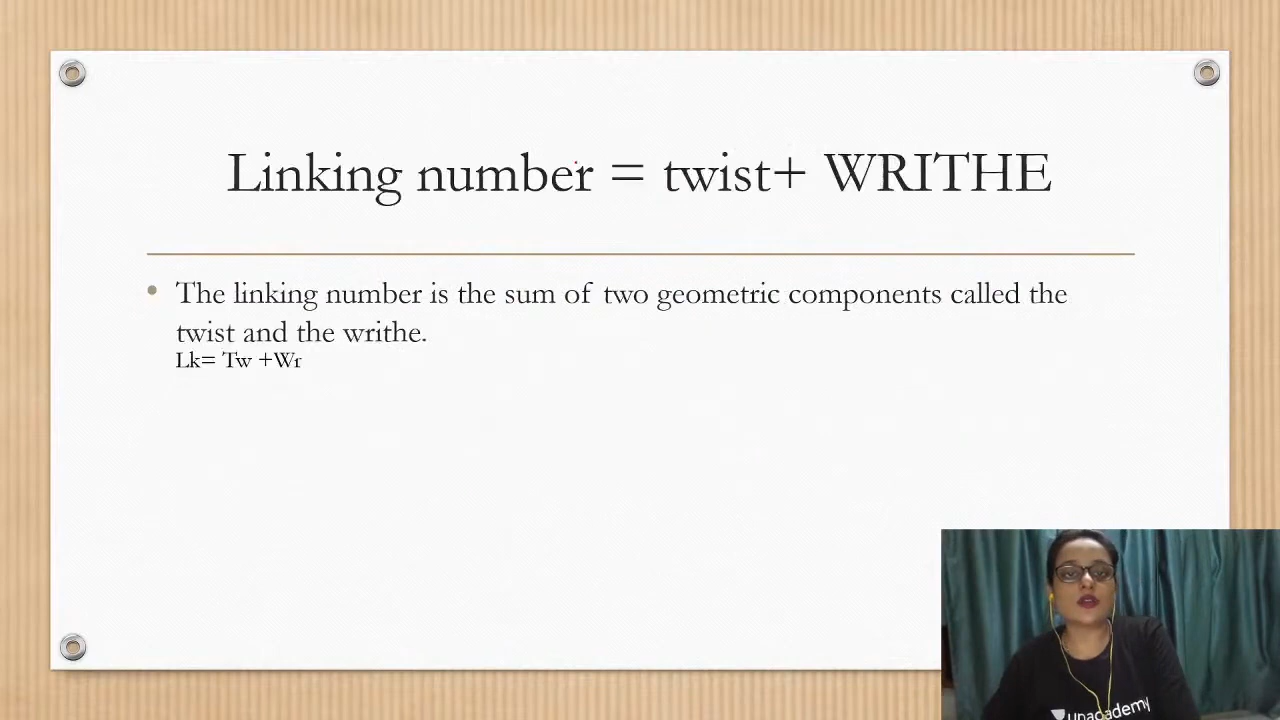 Linking number = twist+ WRITHE
• The linking number is the sum of two geometric components called the
twist and the writhe.
Lk= Tw +Wr
unacademy